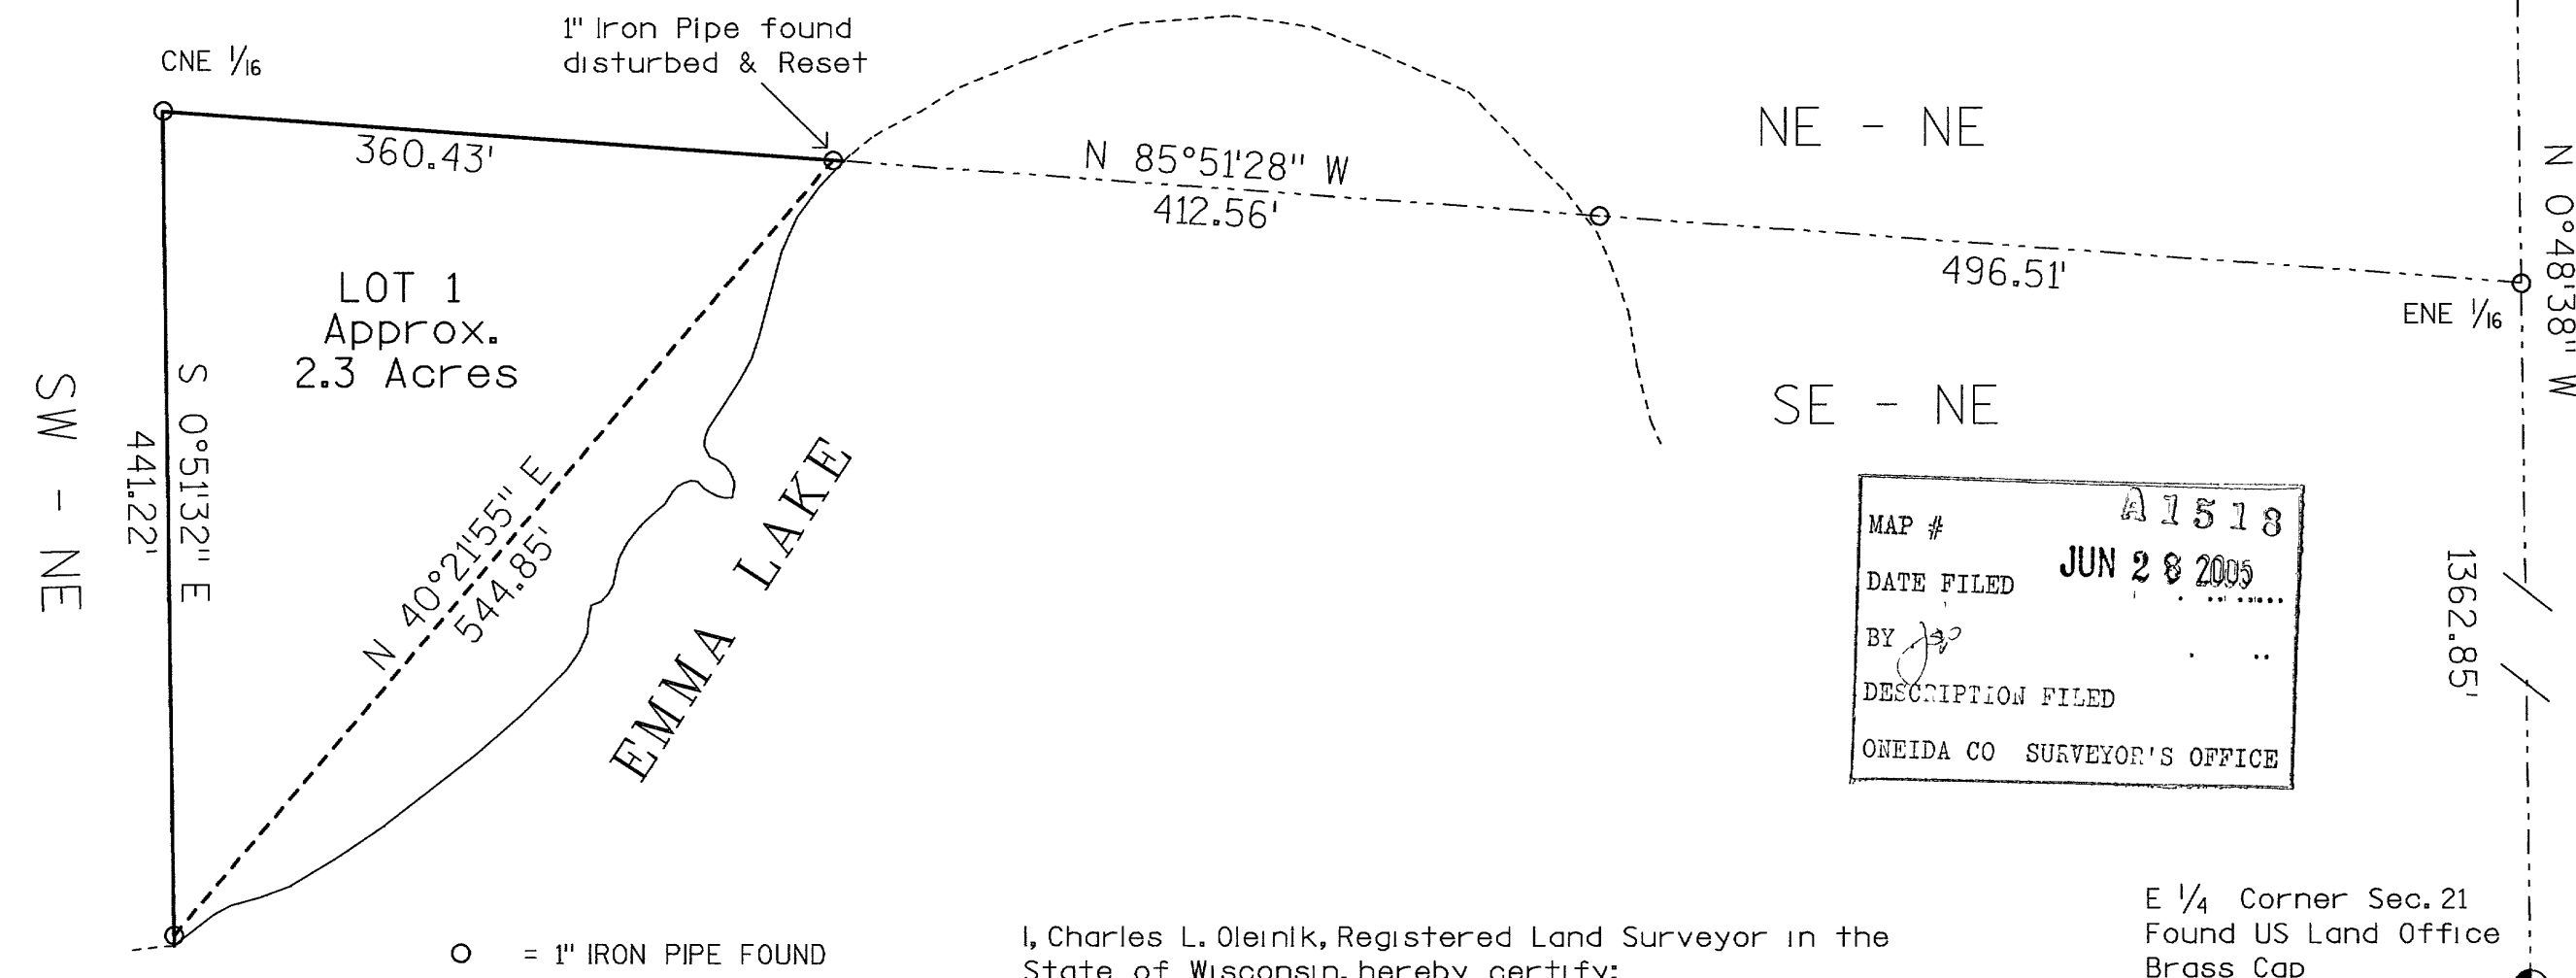 1" Iron Pipe found
disturbed & Reset
CNE 1/16
360.43'
N 85°51'28" W
412.56'
NE - NE
N 0°48'38" W
496.51'
ENE 1/16
LOT 1
Approx.
2.3 Acres
SW - NE
S 0°51'32" E
441.22'
N 40°21'55" E
544.85'
EMMA LAKE
SE - NE
MAP # A1518
DATE FILED JUN 28 2005
BY
DESCRIPTION FILED
ONEIDA CO SURVEYOR'S OFFICE
1362.85'
E 1/4 Corner Sec. 21
Found US Land Office
Brass Cap
O = 1" IRON PIPE FOUND
I, Charles L. Oleinik, Registered Land Surveyor in the
State of Wisconsin, hereby certify: